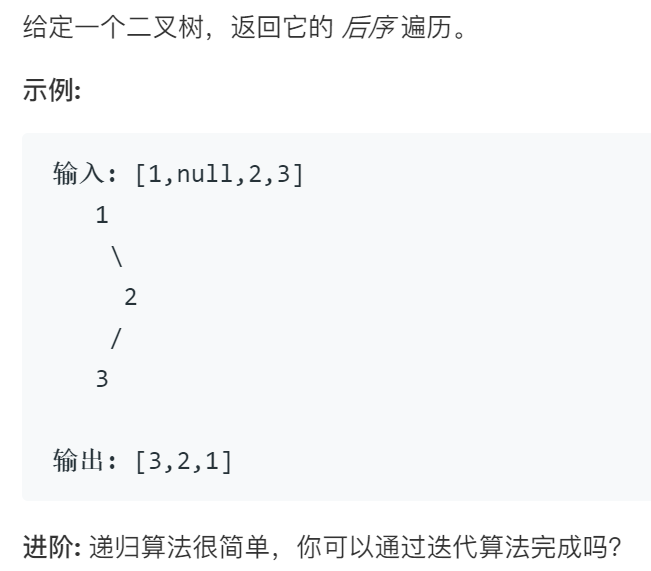 给定一个二叉树，返回它的 后序 遍历。
示例:
输入: [1,null,2,3]
   1
    \
     2
    /
   3
输出: [3,2,1]
进阶: 递归算法很简单，你可以通过迭代算法完成吗？